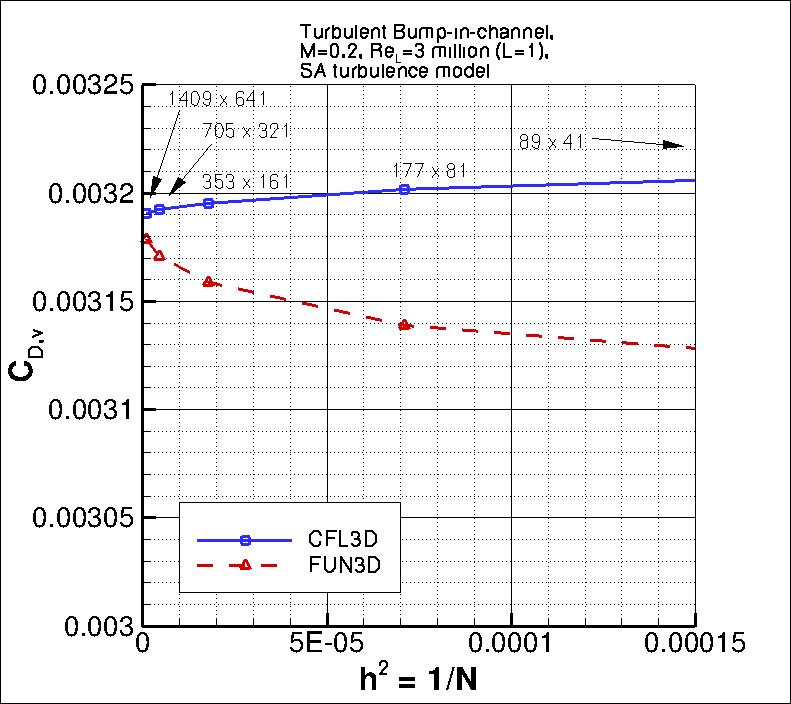 Turbulent Bump-in-channel,
M=0.2, Re_L=3 million (L=1),
SA turbulence model
0.00325
1409 x 641
705 x 321
89 x 41
177 x 81
353 x 161
0.0032
0.00315
C_D,v
0.0031
0.00305
CFL3D
FUN3D
0.003
0 5E-05 0.0001 0.00015
h² = 1/N